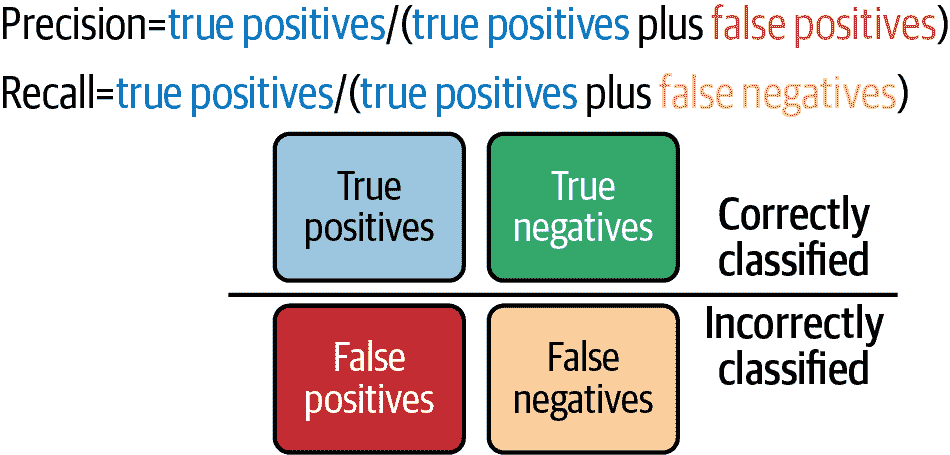 Precision=true positives/(true positives plus false positives)
Recall=true positives/(true positives plus false negatives)
True
positives
True
negatives
Correctly
classified
False
positives
False
negatives
Incorrectly
classified